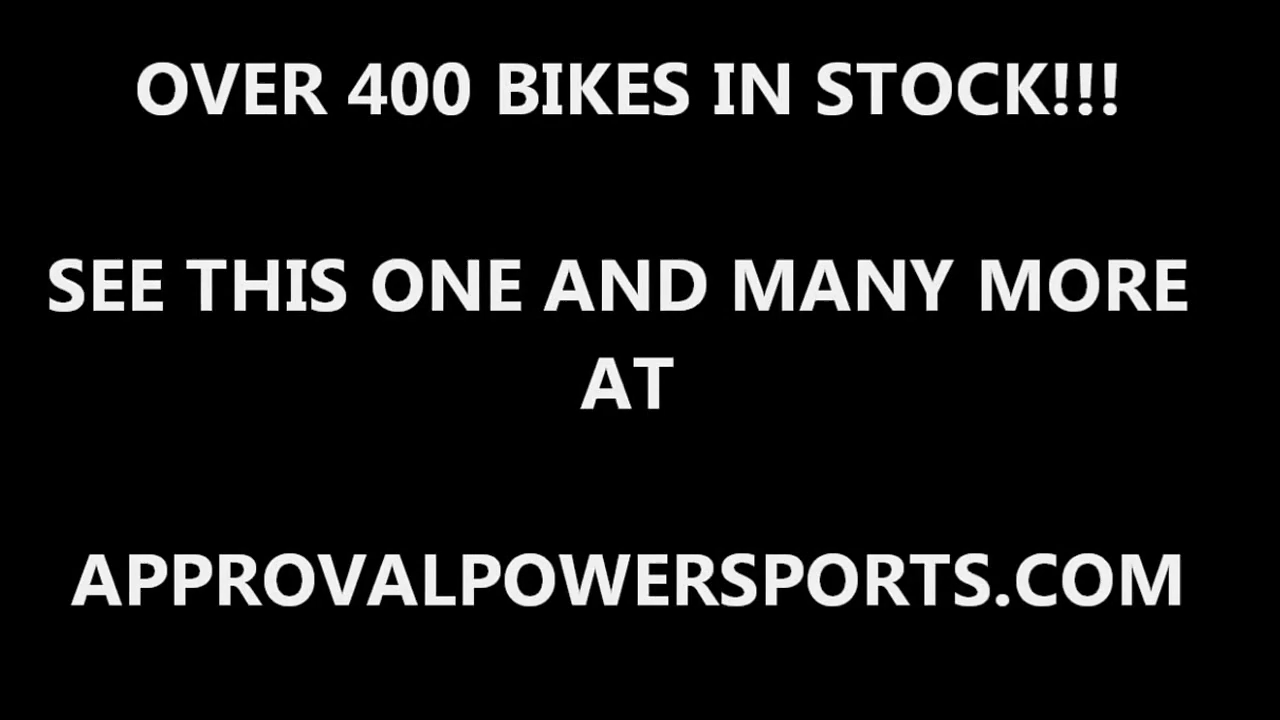 OVER 400 BIKES IN STOCK!!!
SEE THIS ONE AND MANY MORE
AT
APPROVALPOWERSPORTS.COM